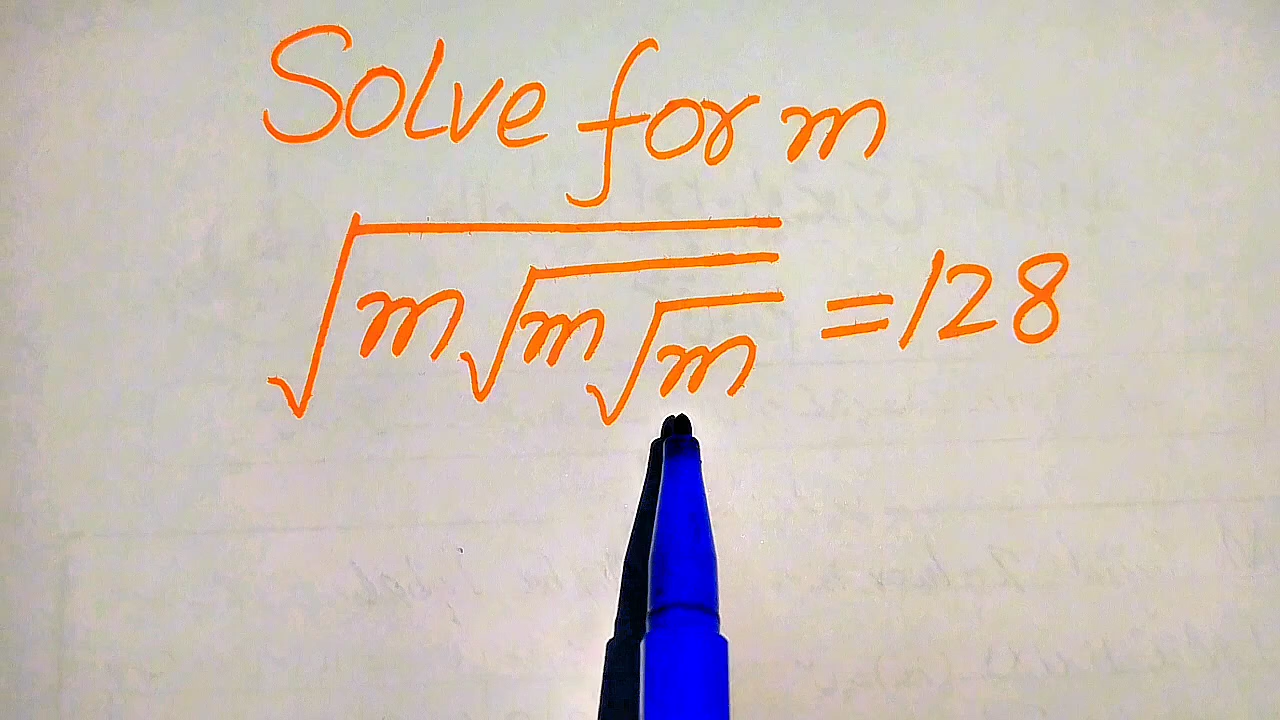 Solve for m
√(m√(m√m)) = 128